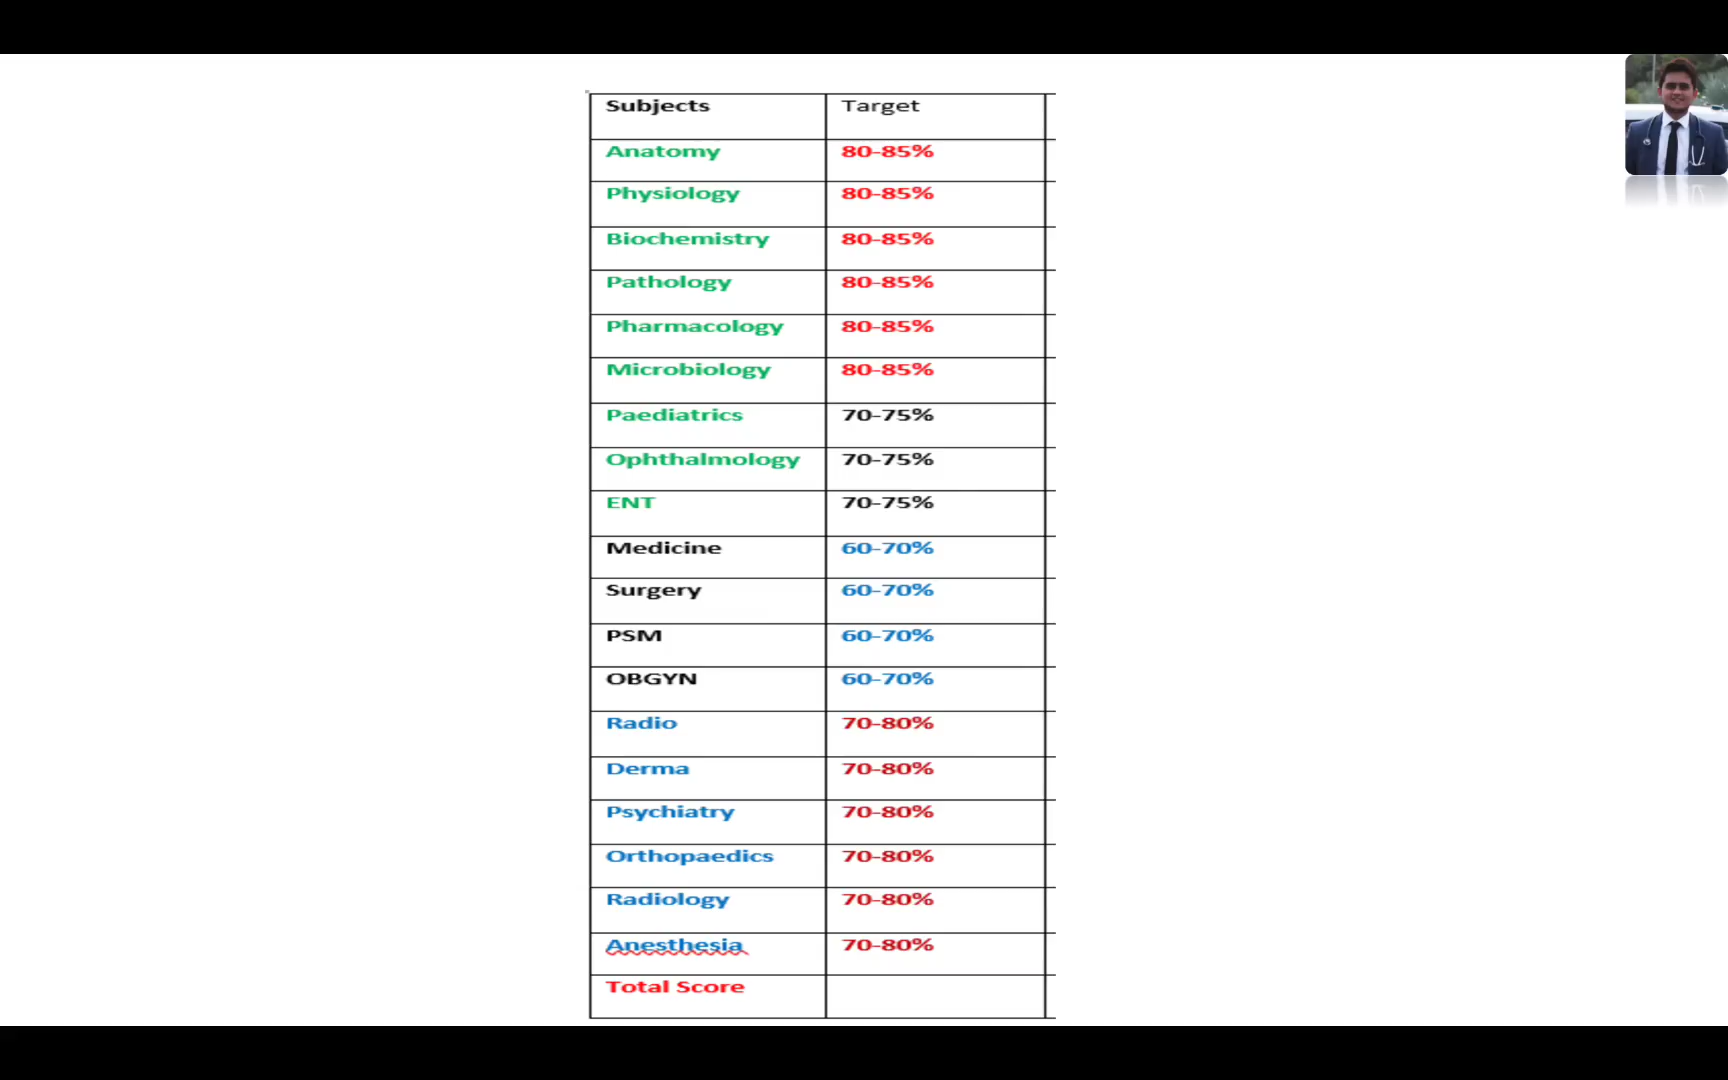 Subjects Target
Anatomy 80-85%
Physiology 80-85%
Biochemistry 80-85%
Pathology 80-85%
Pharmacology 80-85%
Microbiology 80-85%
Paediatrics 70-75%
Ophthalmology 70-75%
ENT 70-75%
Medicine 60-70%
Surgery 60-70%
PSM 60-70%
OBGYN 60-70%
Radio 70-80%
Derma 70-80%
Psychiatry 70-80%
Orthopaedics 70-80%
Radiology 70-80%
Anesthesia 70-80%
Total Score